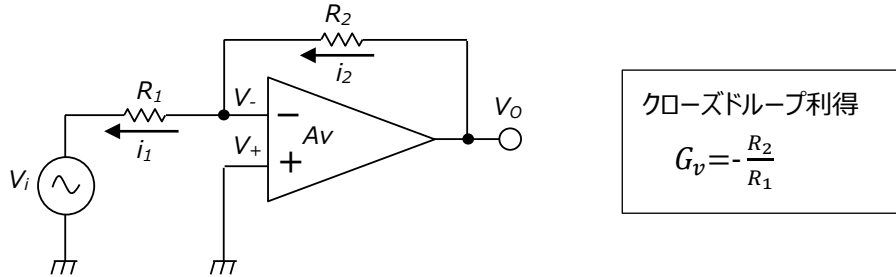 R2
i2
R1
V-
VO
i1
V+
−
Av
+
Vi
クローズドループ利得
Gv=-R2/R1